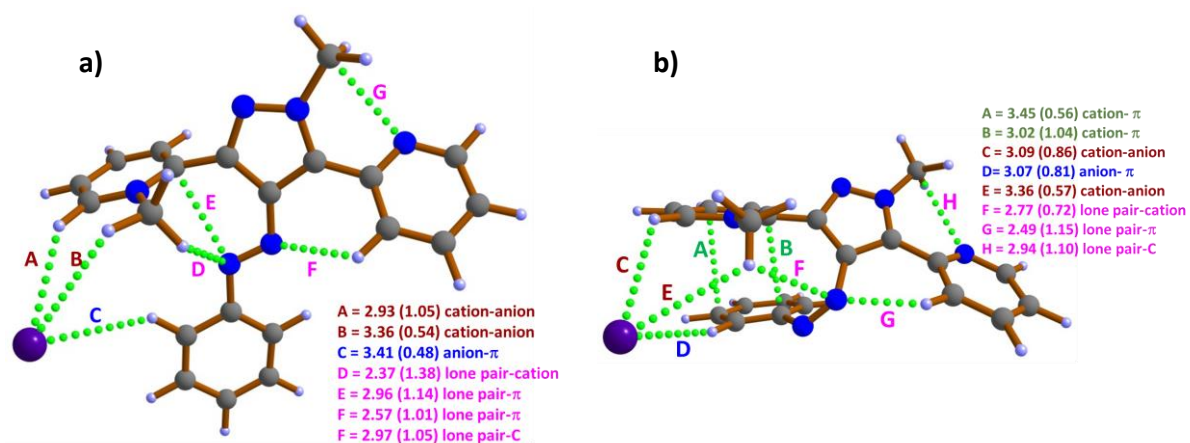 a)
G
E
A
B
D
F
C
A = 2.93 (1.05) cation-anion
B = 3.36 (0.54) cation-anion
C = 3.41 (0.48) anion-π
D = 2.37 (1.38) lone pair-cation
E = 2.96 (1.14) lone pair-π
F = 2.57 (1.01) lone pair-π
F = 2.97 (1.05) lone pair-C
b)
A = 3.45 (0.56) cation- π
B = 3.02 (1.04) cation-π
C = 3.09 (0.86) cation-anion
D= 3.07 (0.81) anion-π
E = 3.36 (0.57) cation-anion
F = 2.77 (0.72) lone pair-cation
G = 2.49 (1.15) lone pair-π
H = 2.94 (1.10) lone pair-C
H
C
A
B
E
F
G
D